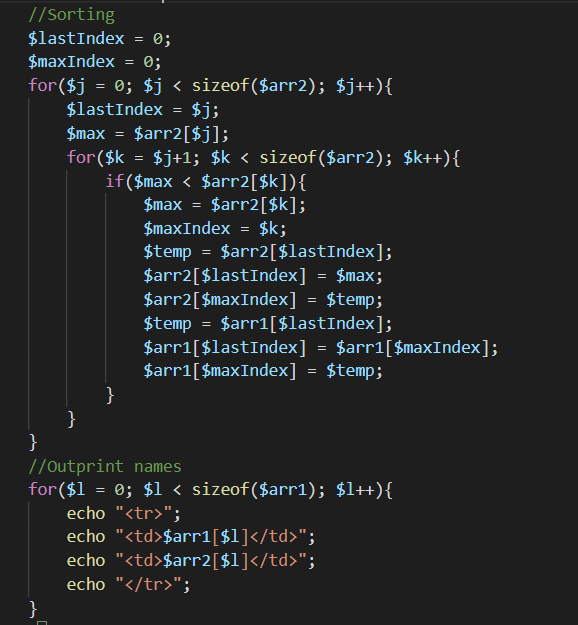 //Sorting
$lastIndex = 0;
$maxIndex = 0;
for($j = 0; $j < sizeof($arr2); $j++){
    $lastIndex = $j;
    $max = $arr2[$j];
    for($k = $j+1; $k < sizeof($arr2); $k++){
        if($max < $arr2[$k]){
            $max = $arr2[$k];
            $maxIndex = $k;
            $temp = $arr2[$lastIndex];
            $arr2[$lastIndex] = $max;
            $arr2[$maxIndex] = $temp;
            $temp = $arr1[$lastIndex];
            $arr1[$lastIndex] = $arr1[$maxIndex];
            $arr1[$maxIndex] = $temp;
        }
    }
}
//Outprint names
for($l = 0; $l < sizeof($arr1); $l++){
    echo "<tr>";
    echo "<td>$arr1[$l]</td>";
    echo "<td>$arr2[$l]</td>";
    echo "</tr>";
}